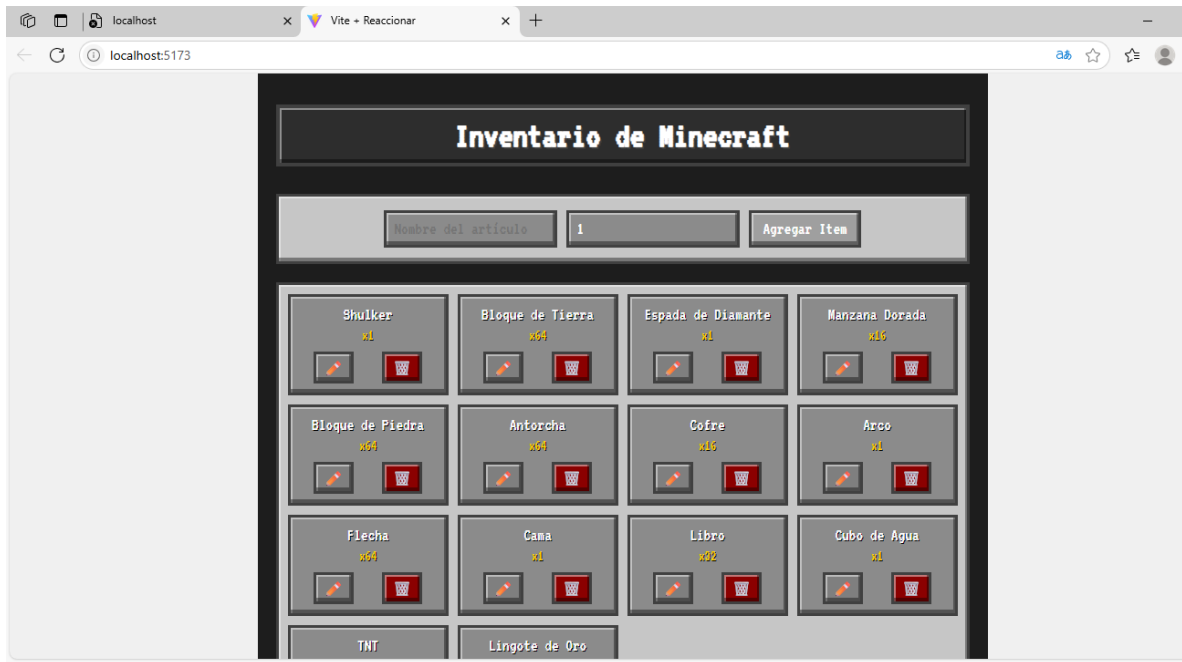 localhost
Vite + Reaccionar
localhost:5173
aあ
Inventario de Minecraft
Nombre del artículo
1
Agregar Item
Shulker
x1
Bloque de Tierra
x64
Espada de Diamante
x1
Manzana Dorada
x16
Bloque de Piedra
x64
Antorcha
x64
Cofre
x16
Arco
x1
Flecha
x64
Cama
x1
Libro
x32
Cubo de Agua
x1
TNT
Lingote de Oro